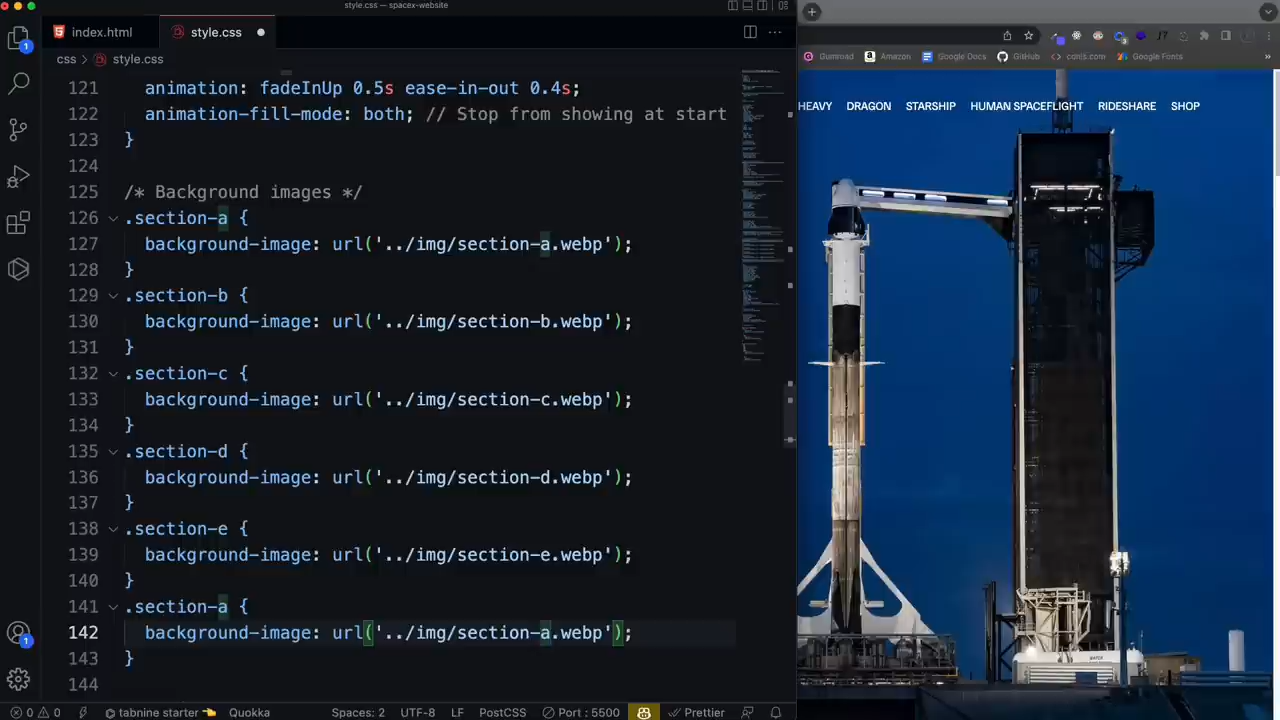 style.css — spacex-website
index.html
style.css
css > style.css
121 animation: fadeInUp 0.5s ease-in-out 0.4s;
122 animation-fill-mode: both; // Stop from showing at start
123 }
124
125 /* Background images */
126 .section-a {
127 background-image: url('../img/section-a.webp');
128 }
129 .section-b {
130 background-image: url('../img/section-b.webp');
131 }
132 .section-c {
133 background-image: url('../img/section-c.webp');
134 }
135 .section-d {
136 background-image: url('../img/section-d.webp');
137 }
138 .section-e {
139 background-image: url('../img/section-e.webp');
140 }
141 .section-a {
142 background-image: url('../img/section-a.webp');
143 }
144
0 0 tabnine starter Quokka Spaces: 2 UTF-8 LF PostCSS Port : 5500 Prettier
Gumroad Amazon Google Docs GitHub canjs.com Google Fonts »
HEAVY DRAGON STARSHIP HUMAN SPACEFLIGHT RIDESHARE SHOP